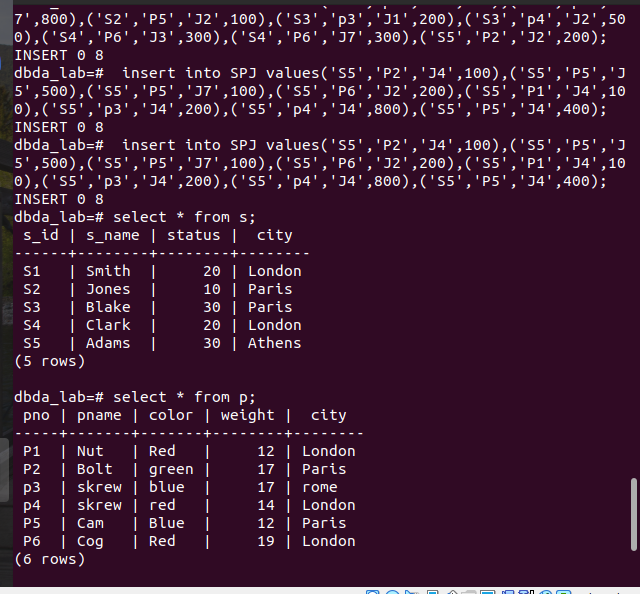 7',800),('S2','P5','J2',100),('S3','p3','J1',200),('S3','p4','J2',50
0),('S4','P6','J3',300),('S4','P6','J7',300),('S5','P2','J2',200);
INSERT 0 8
dbda_lab=#  insert into SPJ values('S5','P2','J4',100),('S5','P5','J
5',500),('S5','P5','J7',100),('S5','P6','J2',200),('S5','P1','J4',10
0),('S5','p3','J4',200),('S5','p4','J4',800),('S5','P5','J4',400);
INSERT 0 8
dbda_lab=#  insert into SPJ values('S5','P2','J4',100),('S5','P5','J
5',500),('S5','P5','J7',100),('S5','P6','J2',200),('S5','P1','J4',10
0),('S5','p3','J4',200),('S5','p4','J4',800),('S5','P5','J4',400);
INSERT 0 8
dbda_lab=# select * from s;
 s_id | s_name | status |  city
------+--------+--------+--------
 S1   | Smith  |     20 | London
 S2   | Jones  |     10 | Paris
 S3   | Blake  |     30 | Paris
 S4   | Clark  |     20 | London
 S5   | Adams  |     30 | Athens
(5 rows)
dbda_lab=# select * from p;
 pno | pname | color | weight |  city
-----+-------+-------+--------+--------
 P1  | Nut   | Red   |     12 | London
 P2  | Bolt  | green |     17 | Paris
 p3  | skrew | blue  |     17 | rome
 p4  | skrew | red   |     14 | London
 P5  | Cam   | Blue  |     12 | Paris
 P6  | Cog   | Red   |     19 | London
(6 rows)